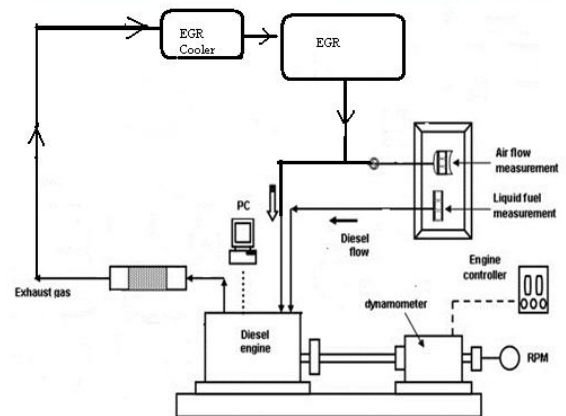 EGR
Cooler
EGR
Air flow
measurement
Liquid fuel
measurement
PC
Diesel
flow
Engine
controller
Exhaust gas
dynamometer
Diesel
engine
RPM